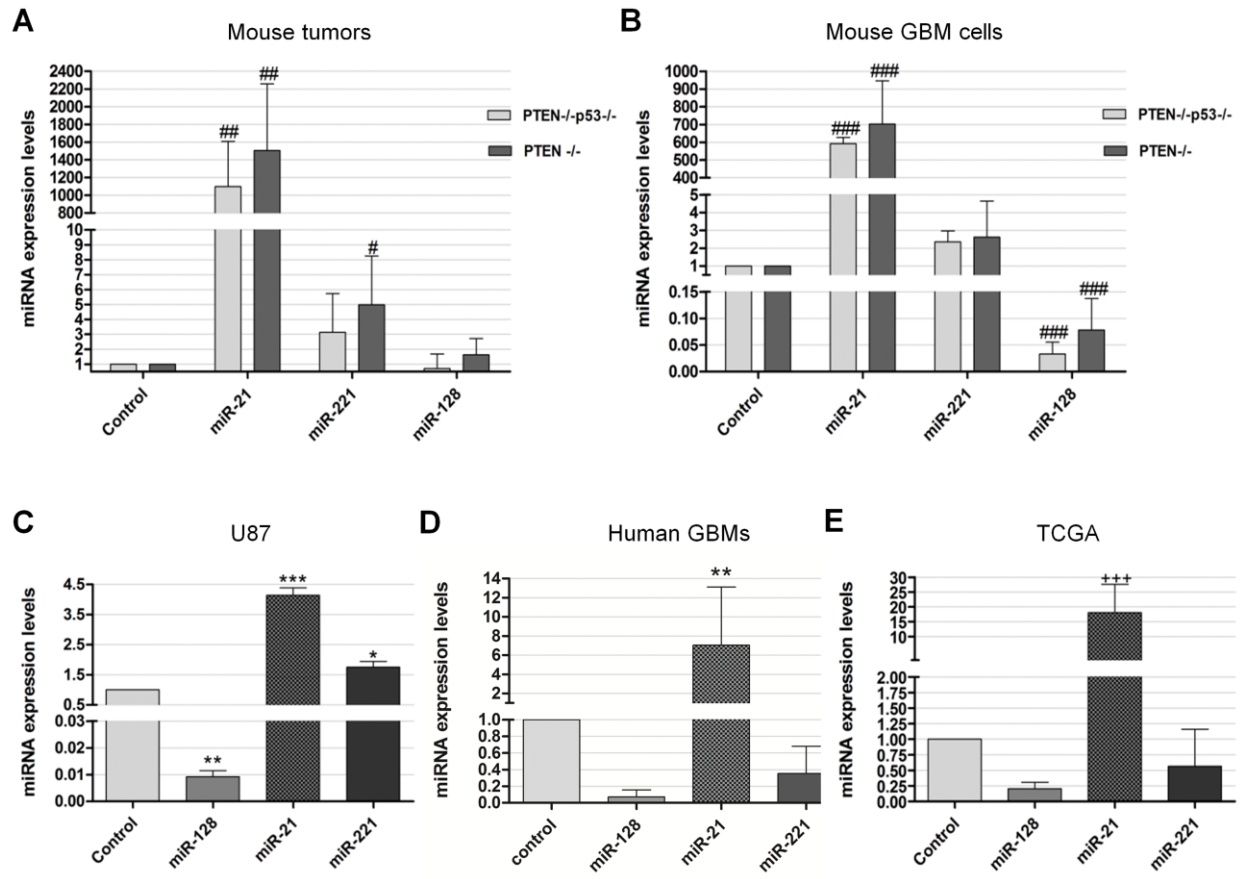 A
Mouse tumors
miRNA expression levels
2400
2200
2000
1800
1600
1400
1200
1000
800
10
9
8
7
6
5
4
3
2
1
##
##
#
PTEN-/-p53-/-
PTEN -/-
Control
miR-21
miR-221
miR-128
B
Mouse GBM cells
miRNA expression levels
1000
900
800
700
600
500
400
5
4
3
2
1
0.15
0.10
0.05
0.00
###
###
###
###
PTEN-/-p53-/-
PTEN-/-
Control
miR-21
miR-221
miR-128
C
U87
miRNA expression levels
4.5
3.5
2.5
1.5
0.5
0.03
0.02
0.01
0.00
**
***
*
Control
miR-128
miR-21
miR-221
D
Human GBMs
miRNA expression levels
14
12
10
8
6
4
2
1.0
0.8
0.6
0.4
0.2
0.0
**
control
miR-128
miR-21
miR-221
E
TCGA
miRNA expression levels
30
25
20
15
10
2.00
1.75
1.50
1.25
1.00
0.75
0.50
0.25
0.00
+++
Control
miR-128
miR-21
miR-221